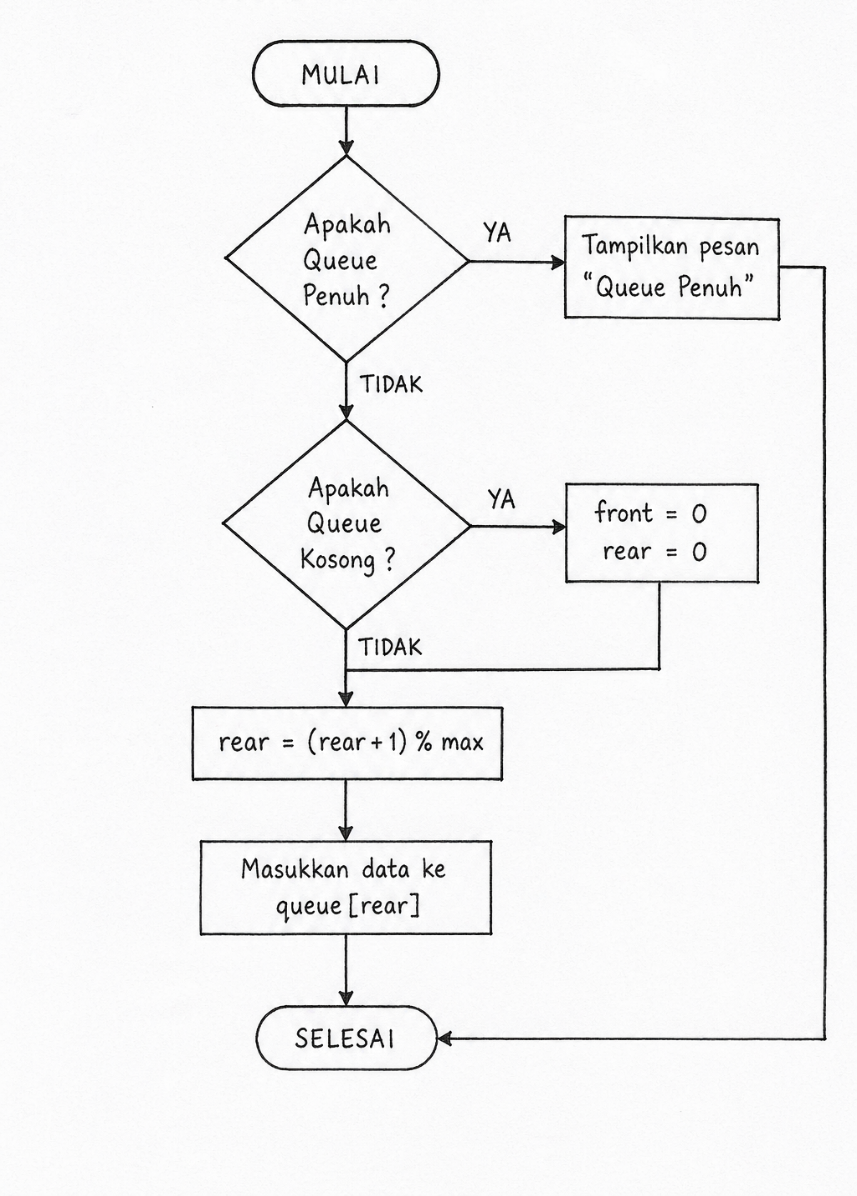 MULAI
Apakah
Queue
Penuh ?
YA
Tampilkan pesan
“Queue Penuh”
TIDAK
Apakah
Queue
Kosong ?
YA
front = 0
rear = 0
TIDAK
rear = (rear + 1) % max
Masukkan data ke
queue [rear]
SELESAI